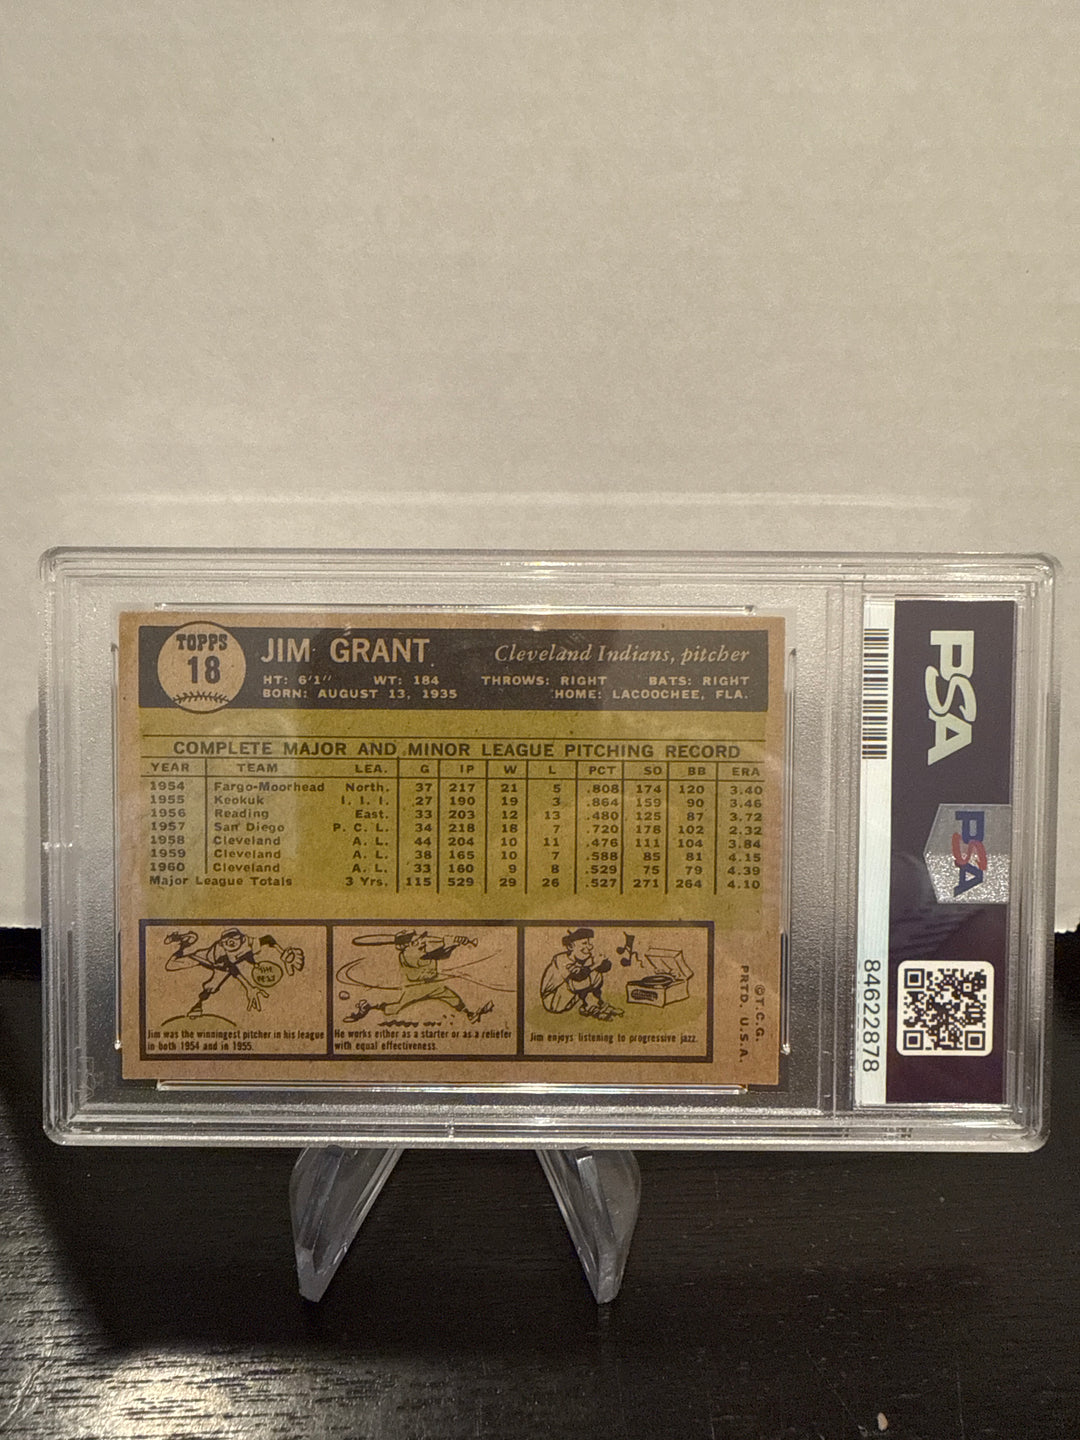 TOPPS
18
JIM GRANT
Cleveland Indians, pitcher
HT: 6'1" WT: 184 THROWS: RIGHT BATS: RIGHT
BORN: AUGUST 13, 1935 HOME: LACOOCHEE, FLA.
COMPLETE MAJOR AND MINOR LEAGUE PITCHING RECORD
YEAR TEAM LEA. G IP W L PCT SO BB ERA
1954 Fargo-Moorhead North. 37 217 21 5 .808 174 120 3.40
1955 Keokuk I. I. I. 27 190 19 3 .864 159 90 3.46
1956 Reading East. 33 203 12 13 .480 125 87 3.72
1957 San Diego P. C. L. 34 218 18 7 .720 178 102 2.32
1958 Cleveland A. L. 44 204 10 11 .476 111 104 3.84
1959 Cleveland A. L. 38 165 10 7 .588 85 81 4.15
1960 Cleveland A. L. 33 160 9 8 .529 75 79 4.39
Major League Totals 3 Yrs. 115 529 29 26 .527 271 264 4.10
THE BEST
Jim was the winningest pitcher in his league
in both 1954 and in 1955.
He works either as a starter or as a reliefer
with equal effectiveness.
Jim enjoys listening to progressive jazz.
©T.C.G.
PRTD. U.S.A.
PSA
PSA
84622878